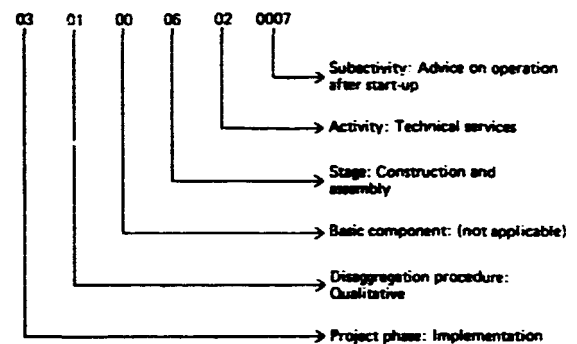 03 01 00 06 02 0007
Subactivity: Advice on operation
after start-up
Activity: Technical services
Stage: Construction and
assembly
Basic component: (not applicable)
Disaggregation procedure:
Qualitative
Project phase: Implementation